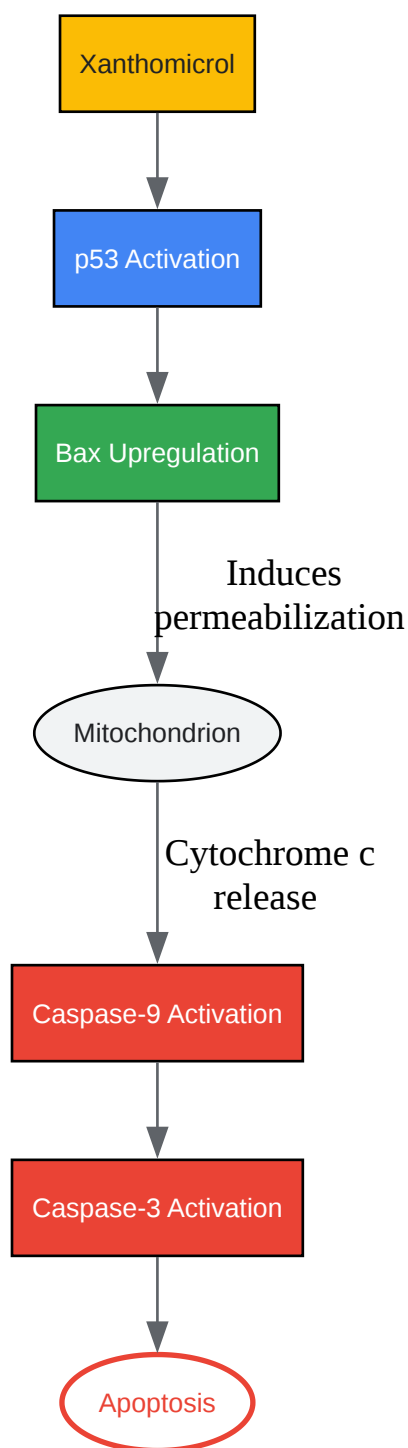 Xanthomicrol
p53 Activation
Bax Upregulation
Induces
permeabilization
Mitochondrion
Cytochrome c
release
Caspase-9 Activation
Caspase-3 Activation
Apoptosis